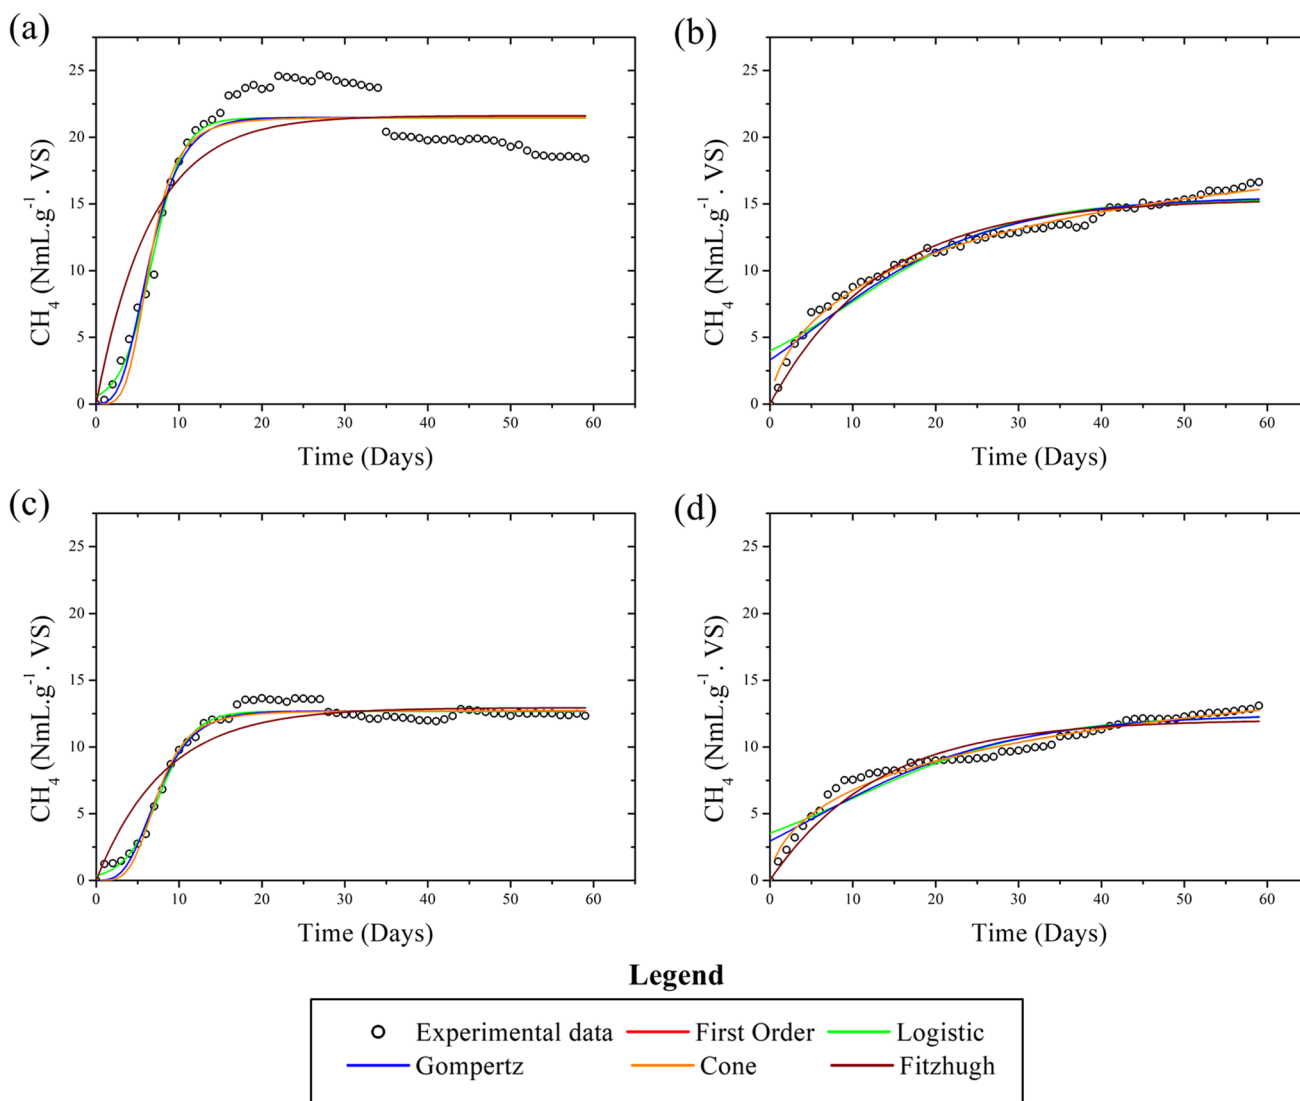 (a)
25
20
15
10
5
0
CH4 (NmL.g-1. VS)
0 10 20 30 40 50 60
Time (Days)
(b)
25
20
15
10
5
0
CH4 (NmL.g-1. VS)
0 10 20 30 40 50 60
Time (Days)
(c)
25
20
15
10
5
0
CH4 (NmL.g-1. VS)
0 10 20 30 40 50 60
Time (Days)
(d)
25
20
15
10
5
0
CH4 (NmL.g-1. VS)
0 10 20 30 40 50 60
Time (Days)
Legend
Experimental data First Order Logistic
Gompertz Cone Fitzhugh